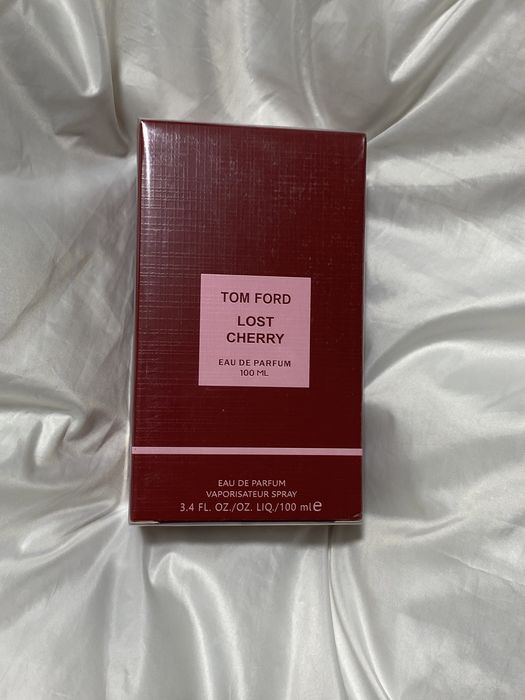 TOM FORD
LOST
CHERRY
EAU DE PARFUM
100 ML
EAU DE PARFUM
VAPORISATEUR SPRAY
3.4 FL. OZ./OZ. LIQ./100 ml e